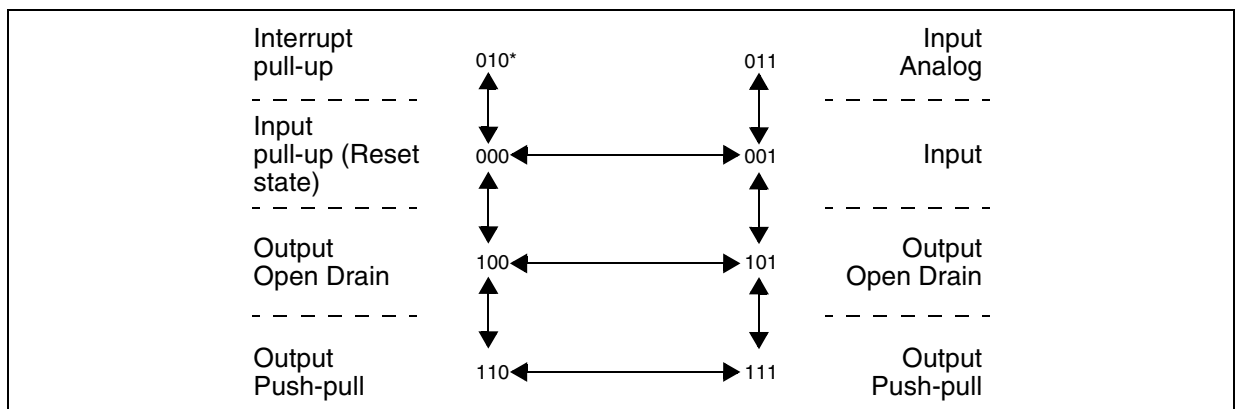 Interrupt
pull-up
010*
011
Input
Analog
Input
pull-up (Reset
state)
000
001
Input
Output
Open Drain
100
101
Output
Open Drain
Output
Push-pull
110
111
Output
Push-pull